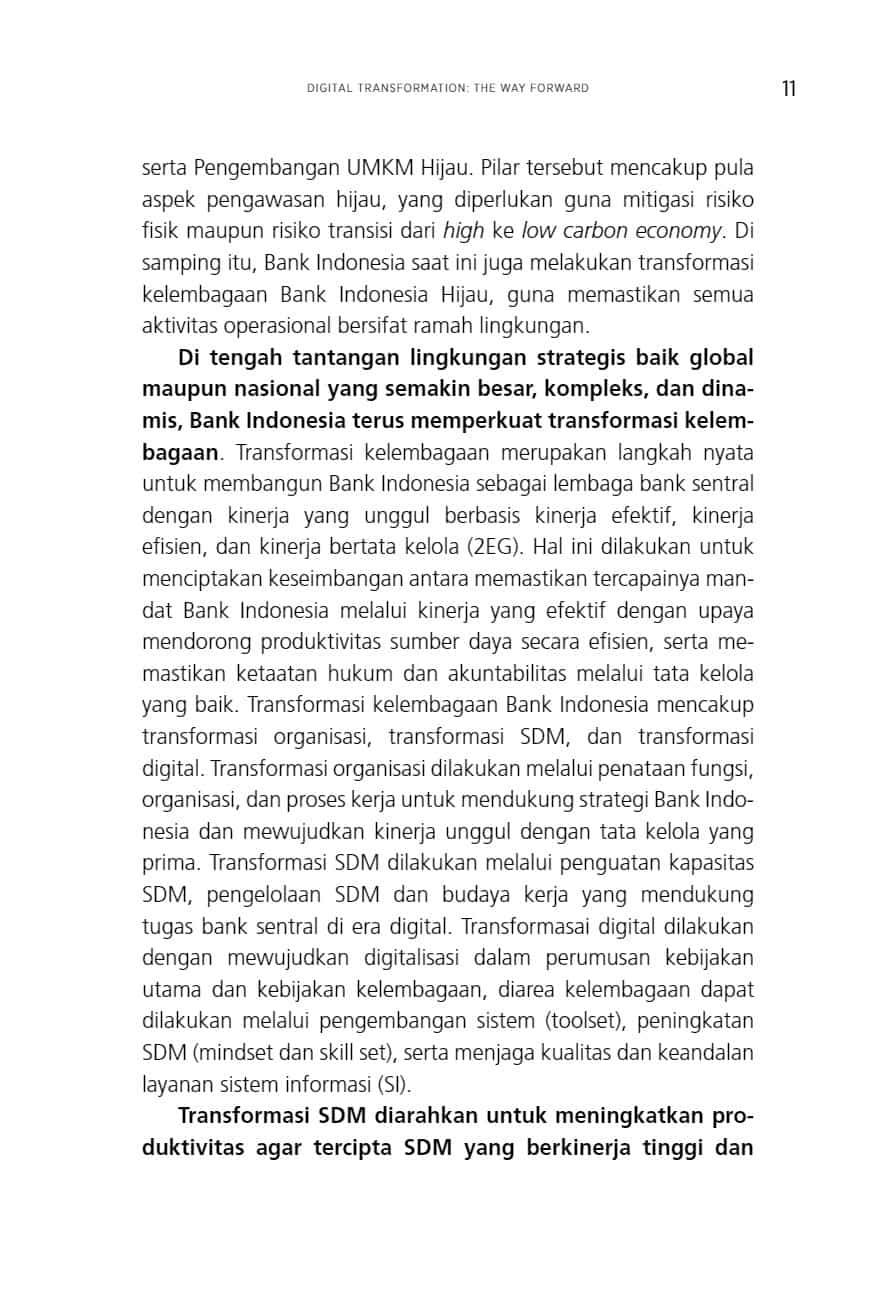 DIGITAL TRANSFORMATION: THE WAY FORWARD 11
serta Pengembangan UMKM Hijau. Pilar tersebut mencakup pula
aspek pengawasan hijau, yang diperlukan guna mitigasi risiko
fisik maupun risiko transisi dari high ke low carbon economy. Di
samping itu, Bank Indonesia saat ini juga melakukan transformasi
kelembagaan Bank Indonesia Hijau, guna memastikan semua
aktivitas operasional bersifat ramah lingkungan.
Di tengah tantangan lingkungan strategis baik global
maupun nasional yang semakin besar, kompleks, dan dina-
mis, Bank Indonesia terus memperkuat transformasi kelem-
bagaan. Transformasi kelembagaan merupakan langkah nyata
untuk membangun Bank Indonesia sebagai lembaga bank sentral
dengan kinerja yang unggul berbasis kinerja efektif, kinerja
efisien, dan kinerja bertata kelola (2EG). Hal ini dilakukan untuk
menciptakan keseimbangan antara memastikan tercapainya man-
dat Bank Indonesia melalui kinerja yang efektif dengan upaya
mendorong produktivitas sumber daya secara efisien, serta me-
mastikan ketaatan hukum dan akuntabilitas melalui tata kelola
yang baik. Transformasi kelembagaan Bank Indonesia mencakup
transformasi organisasi, transformasi SDM, dan transformasi
digital. Transformasi organisasi dilakukan melalui penataan fungsi,
organisasi, dan proses kerja untuk mendukung strategi Bank Indo-
nesia dan mewujudkan kinerja unggul dengan tata kelola yang
prima. Transformasi SDM dilakukan melalui penguatan kapasitas
SDM, pengelolaan SDM dan budaya kerja yang mendukung
tugas bank sentral di era digital. Transformasai digital dilakukan
dengan mewujudkan digitalisasi dalam perumusan kebijakan
utama dan kebijakan kelembagaan, diarea kelembagaan dapat
dilakukan melalui pengembangan sistem (toolset), peningkatan
SDM (mindset dan skill set), serta menjaga kualitas dan keandalan
layanan sistem informasi (SI).
Transformasi SDM diarahkan untuk meningkatkan pro-
duktivitas agar tercipta SDM yang berkinerja tinggi dan